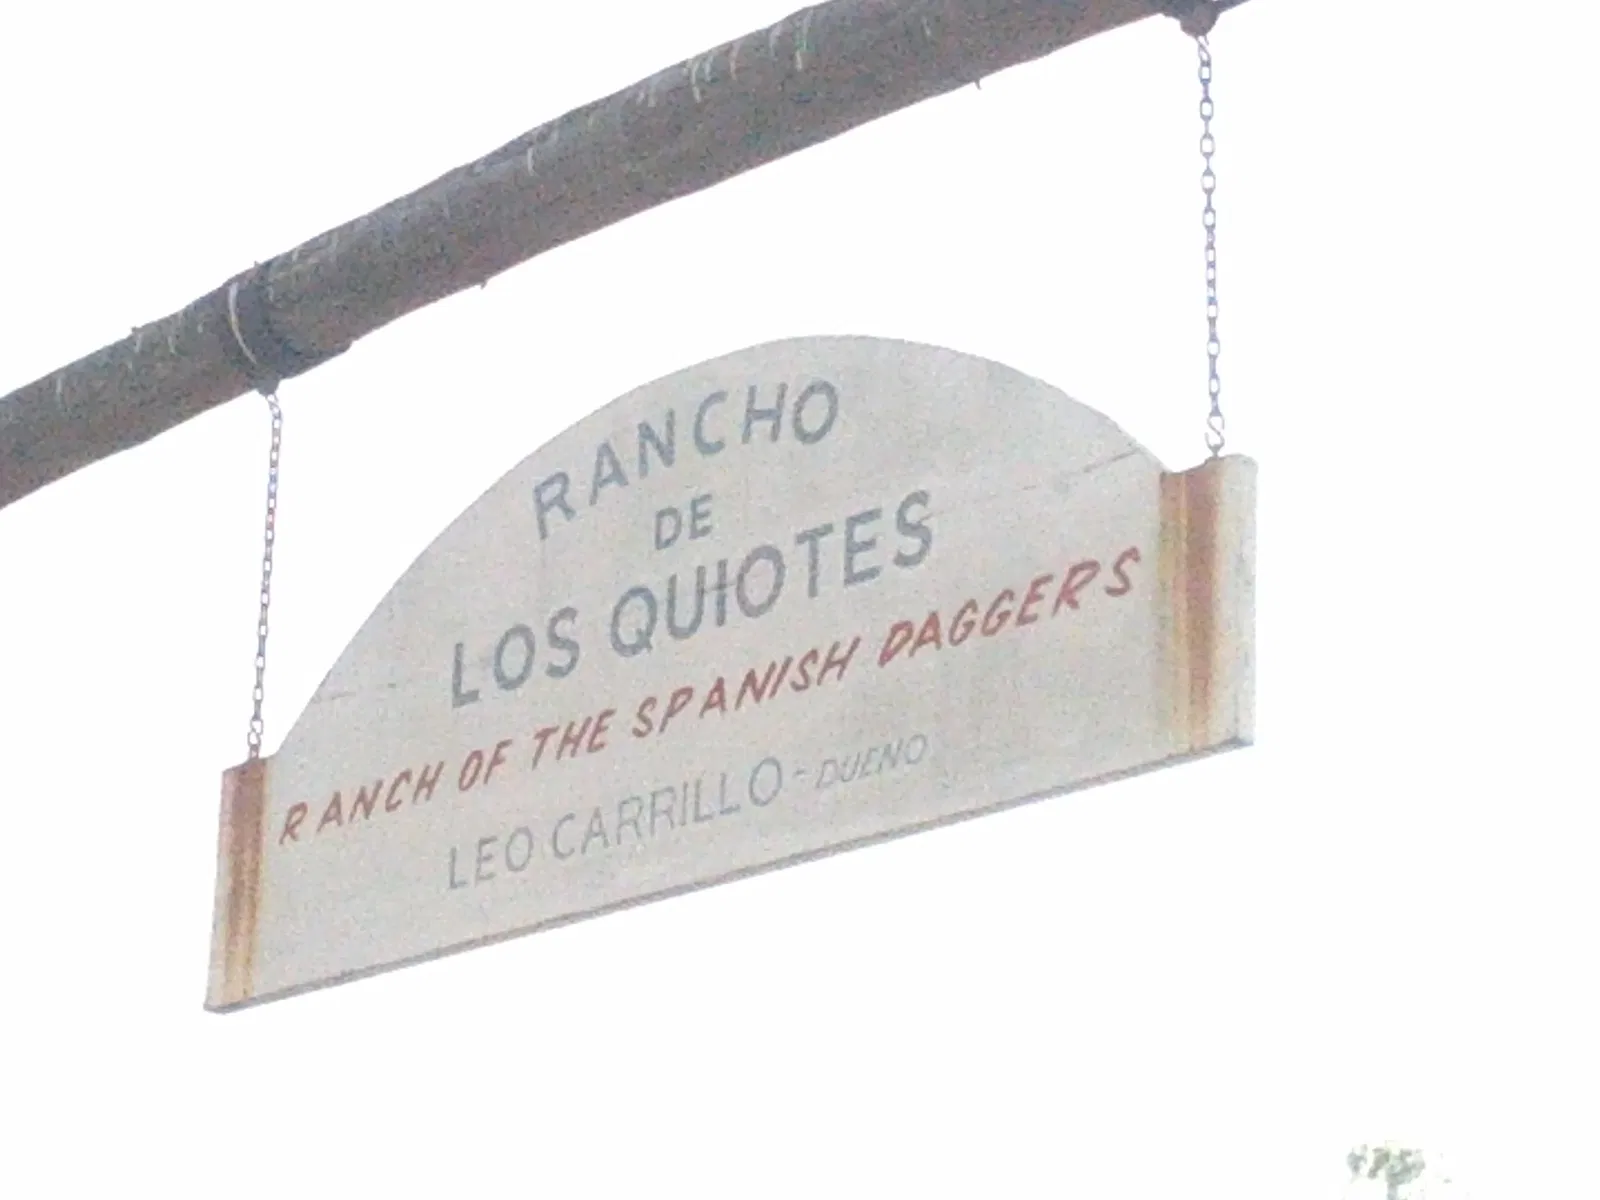 RANCHO
DE
LOS QUIOTES
RANCH OF THE SPANISH DAGGERS
LEO CARRILLO - DUENO